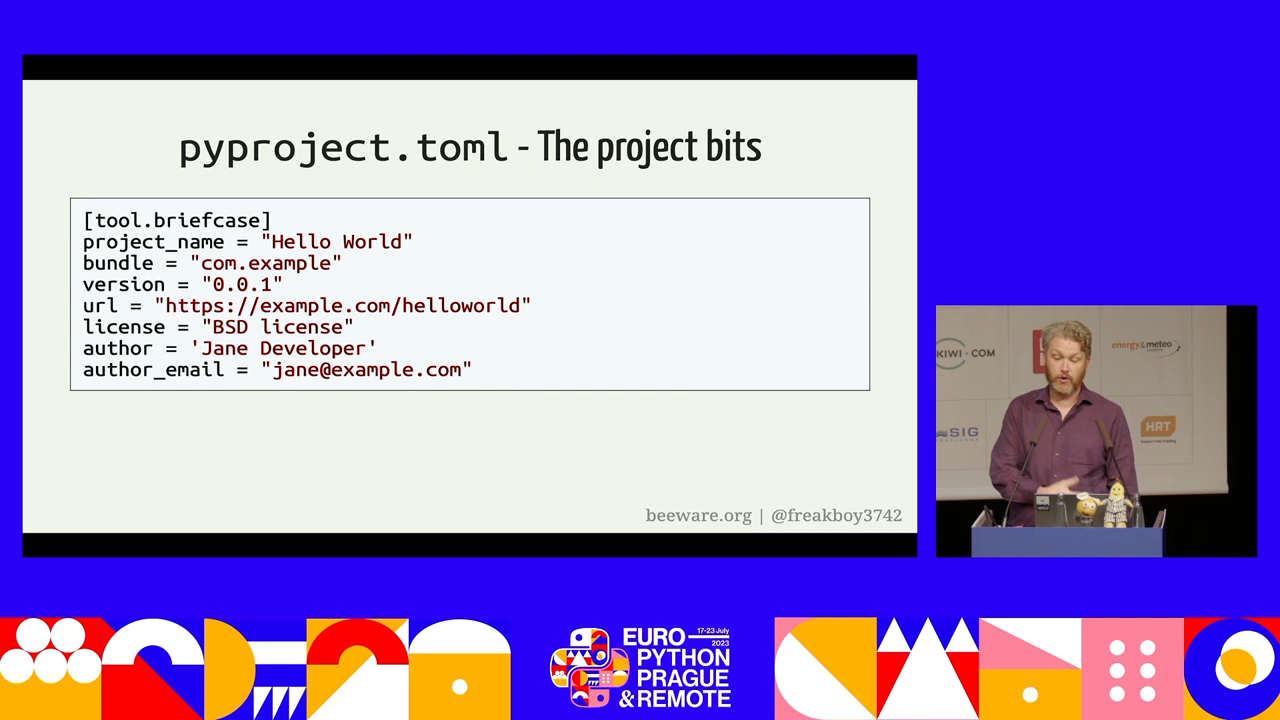 pyproject.toml - The project bits
[tool.briefcase]
project_name = "Hello World"
bundle = "com.example"
version = "0.0.1"
url = "https://example.com/helloworld"
license = "BSD license"
author = 'Jane Developer'
author_email = "jane@example.com"
beeware.org | @freakboy3742
KIWI.COM
energy & meteo
SIG
HRT
EURO 17-23 July 2023
PYTHON
PRAGUE
& REMOTE